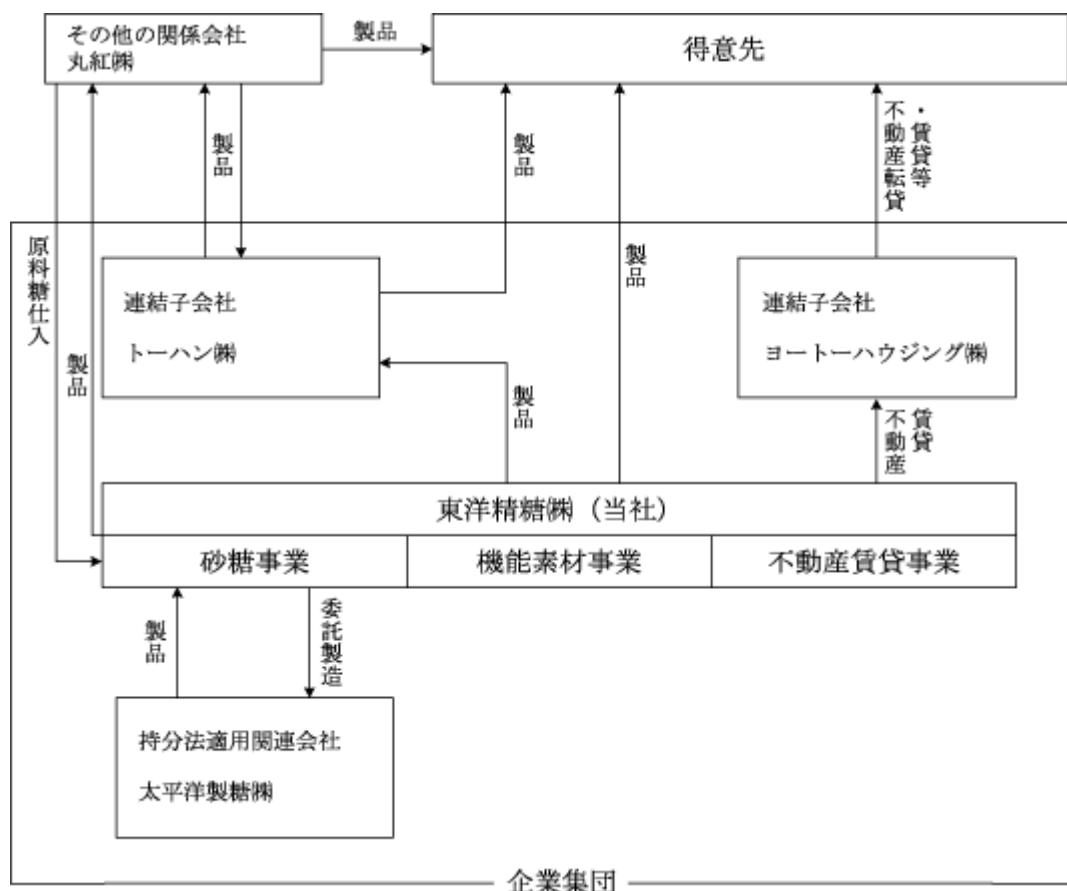 その他の関係会社
丸紅㈱
製品
得意先
製品
製品
不動産転貸
・賃貸等
原料糖仕入
製品
連結子会社
トーハン㈱
製品
製品
連結子会社
ヨートーハウジング㈱
不動産
賃貸
東洋精糖㈱（当社）
砂糖事業
機能素材事業
不動産賃貸事業
製品
委託製造
持分法適用関連会社
太平洋製糖㈱
企業集団